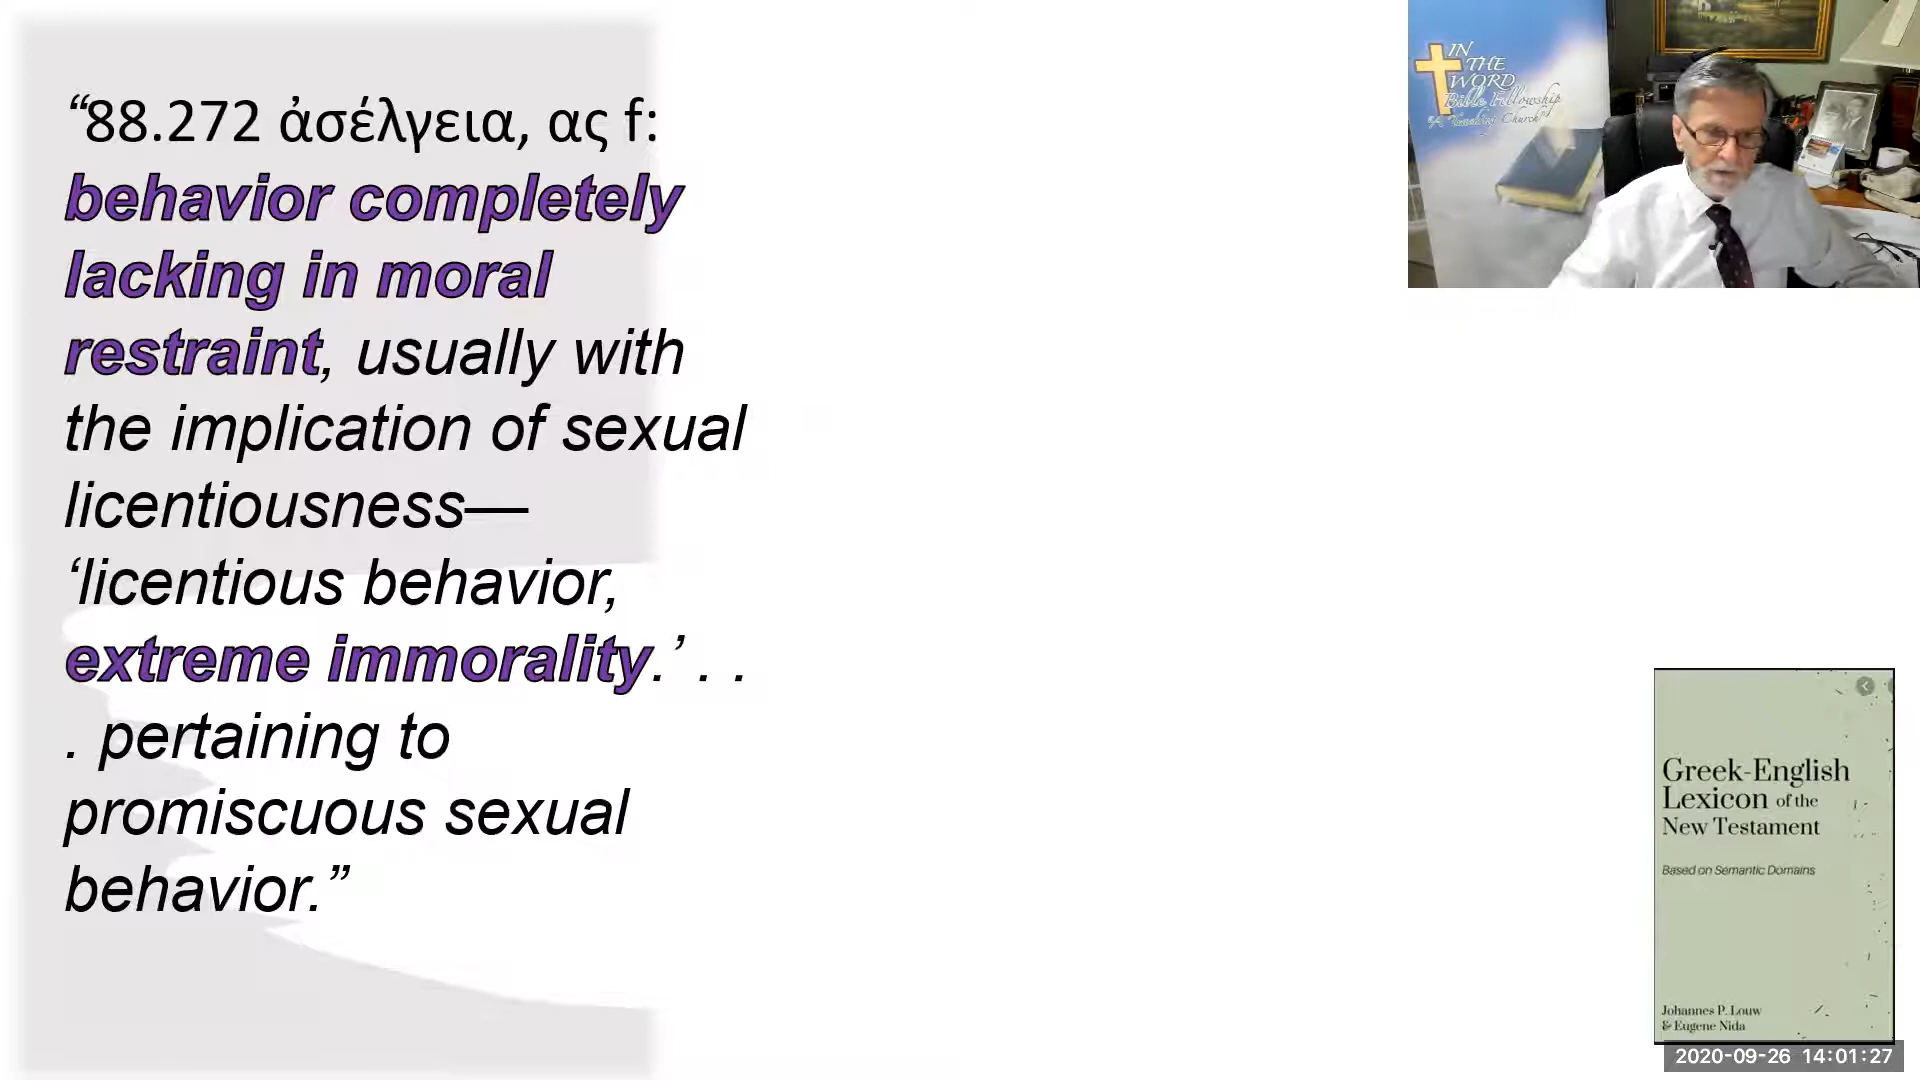 “88.272 ἀσέλγεια, ας f:
behavior completely
lacking in moral
restraint, usually with
the implication of sexual
licentiousness—
‘licentious behavior,
extreme immorality.’ . .
. pertaining to
promiscuous sexual
behavior.”
IN
THE
WORD
Bible Fellowship
"A Teaching Church"
Greek-English
Lexicon of the
New Testament
Based on Semantic Domains
Johannes P. Louw
& Eugene Nida
2020-09-26 14:01:27